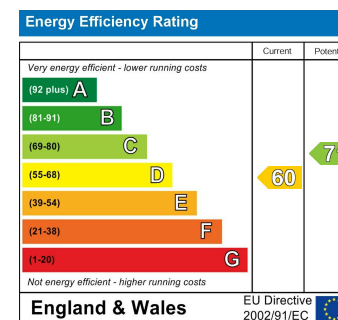 Energy Efficiency Rating
Current
Very energy efficient - lower running costs
(92 plus) A
(81-91) B
(69-80) C
(55-68) D
60
(39-54) E
(21-38) F
(1-20) G
Not energy efficient - higher running costs
England & Wales
EU Directive
2002/91/EC